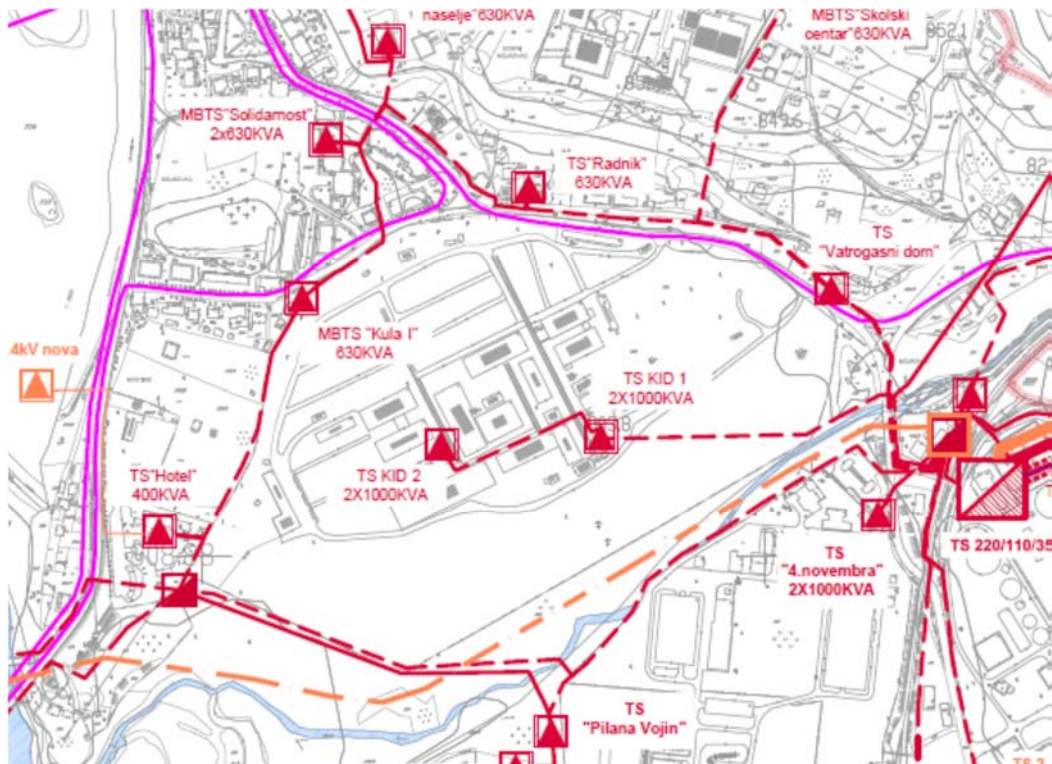 naselje"630KVA
MBTS"Skolski
centar"630KVA
MBTS"Solidarnost"
2x630KVA
TS"Radnik"
630KVA
TS
"Vatrogasni dom"
MBTS "Kula I"
630KVA
.4kV nova
TS KID 1
2X1000KVA
TS KID 2
2X1000KVA
TS"Hotel"
400KVA
TS 220/110/35
TS
"4.novembra"
2X1000KVA
TS
"Pilana Vojin"